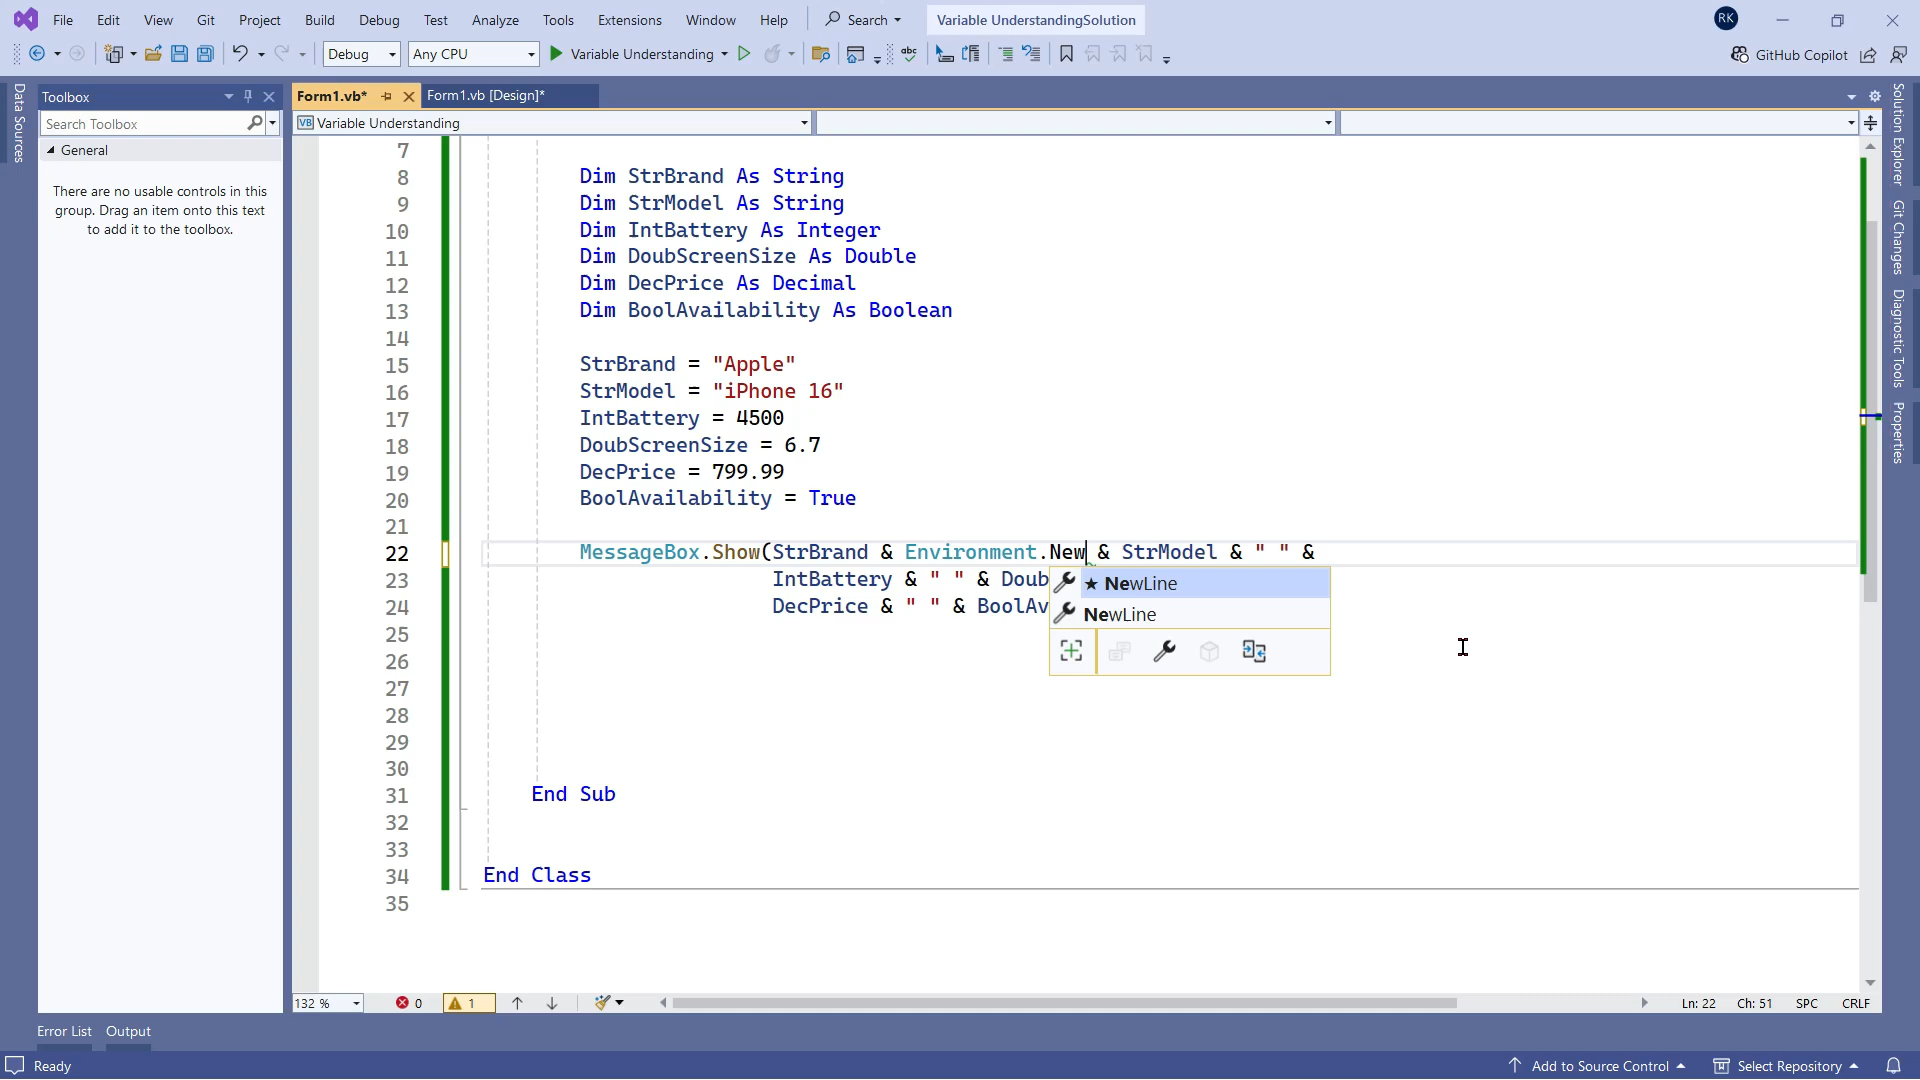 File Edit View Git Project Build Debug Test Analyze Tools Extensions Window Help Search Variable UnderstandingSolution RK
Debug Any CPU Variable Understanding abc GitHub Copilot
Data Sources
Toolbox
Search Toolbox
General
There are no usable controls in this
group. Drag an item onto this text
to add it to the toolbox.
Form1.vb* Form1.vb [Design]*
VB Variable Understanding
7
8 Dim StrBrand As String
9 Dim StrModel As String
10 Dim IntBattery As Integer
11 Dim DoubScreenSize As Double
12 Dim DecPrice As Decimal
13 Dim BoolAvailability As Boolean
14
15 StrBrand = "Apple"
16 StrModel = "iPhone 16"
17 IntBattery = 4500
18 DoubScreenSize = 6.7
19 DecPrice = 799.99
20 BoolAvailability = True
21
22 MessageBox.Show(StrBrand & Environment.New & StrModel & " " &
23 IntBattery & " " & Doub
24 DecPrice & " " & BoolAv
★ NewLine
NewLine
25
26
27
28
29
30
31 End Sub
32
33
34 End Class
35
Solution Explorer
Git Changes
Diagnostic Tools
Properties
132 % 0 1 Ln: 22 Ch: 51 SPC CRLF
Error List Output
Ready Add to Source Control Select Repository